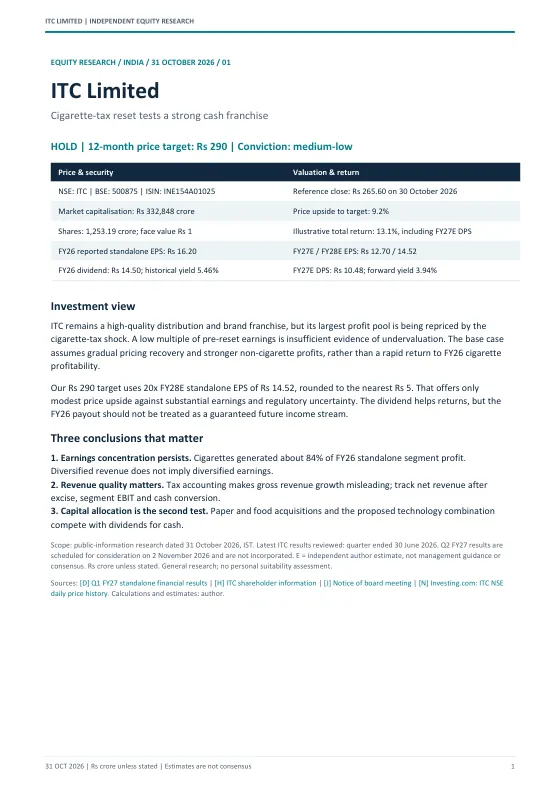 ITC LIMITED | INDEPENDENT EQUITY RESEARCH
EQUITY RESEARCH / INDIA / 31 OCTOBER 2026 / 01
ITC Limited
Cigarette-tax reset tests a strong cash franchise
HOLD | 12-month price target: Rs 290 | Conviction: medium-low
Price & security
Valuation & return
NSE: ITC | BSE: 500875 | ISIN: INE154A01025
Reference close: Rs 265.60 on 30 October 2026
Market capitalisation: Rs 332,848 crore
Price upside to target: 9.2%
Shares: 1,253.19 crore; face value Rs 1
Illustrative total return: 13.1%, including FY27E DPS
FY26 reported standalone EPS: Rs 16.20
FY27E / FY28E EPS: Rs 12.70 / 14.52
FY26 dividend: Rs 14.50; historical yield 5.46%
FY27E DPS: Rs 10.48; forward yield 3.94%
Investment view
ITC remains a high-quality distribution and brand franchise, but its largest profit pool is being repriced by the
cigarette-tax shock. A low multiple of pre-reset earnings is insufficient evidence of undervaluation. The base case
assumes gradual pricing recovery and stronger non-cigarette profits, rather than a rapid return to FY26 cigarette
profitability.
Our Rs 290 target uses 20x FY28E standalone EPS of Rs 14.52, rounded to the nearest Rs 5. That offers only
modest price upside against substantial earnings and regulatory uncertainty. The dividend helps returns, but the
FY26 payout should not be treated as a guaranteed future income stream.
Three conclusions that matter
1. Earnings concentration persists. Cigarettes generated about 84% of FY26 standalone segment profit.
Diversified revenue does not imply diversified earnings.
2. Revenue quality matters. Tax accounting makes gross revenue growth misleading; track net revenue after
excise, segment EBIT and cash conversion.
3. Capital allocation is the second test. Paper and food acquisitions and the proposed technology combination
compete with dividends for cash.
Scope: public-information research dated 31 October 2026, IST. Latest ITC results reviewed: quarter ended 30 June 2026. Q2 FY27 results are
scheduled for consideration on 2 November 2026 and are not incorporated. E = independent author estimate, not management guidance or
consensus. Rs crore unless stated. General research; no personal suitability assessment.
Sources: [D] Q1 FY27 standalone financial results | [H] ITC shareholder information | [J] Notice of board meeting | [N] Investing.com: ITC NSE
daily price history. Calculations and estimates: author.
31 OCT 2026 | Rs crore unless stated | Estimates are not consensus
1